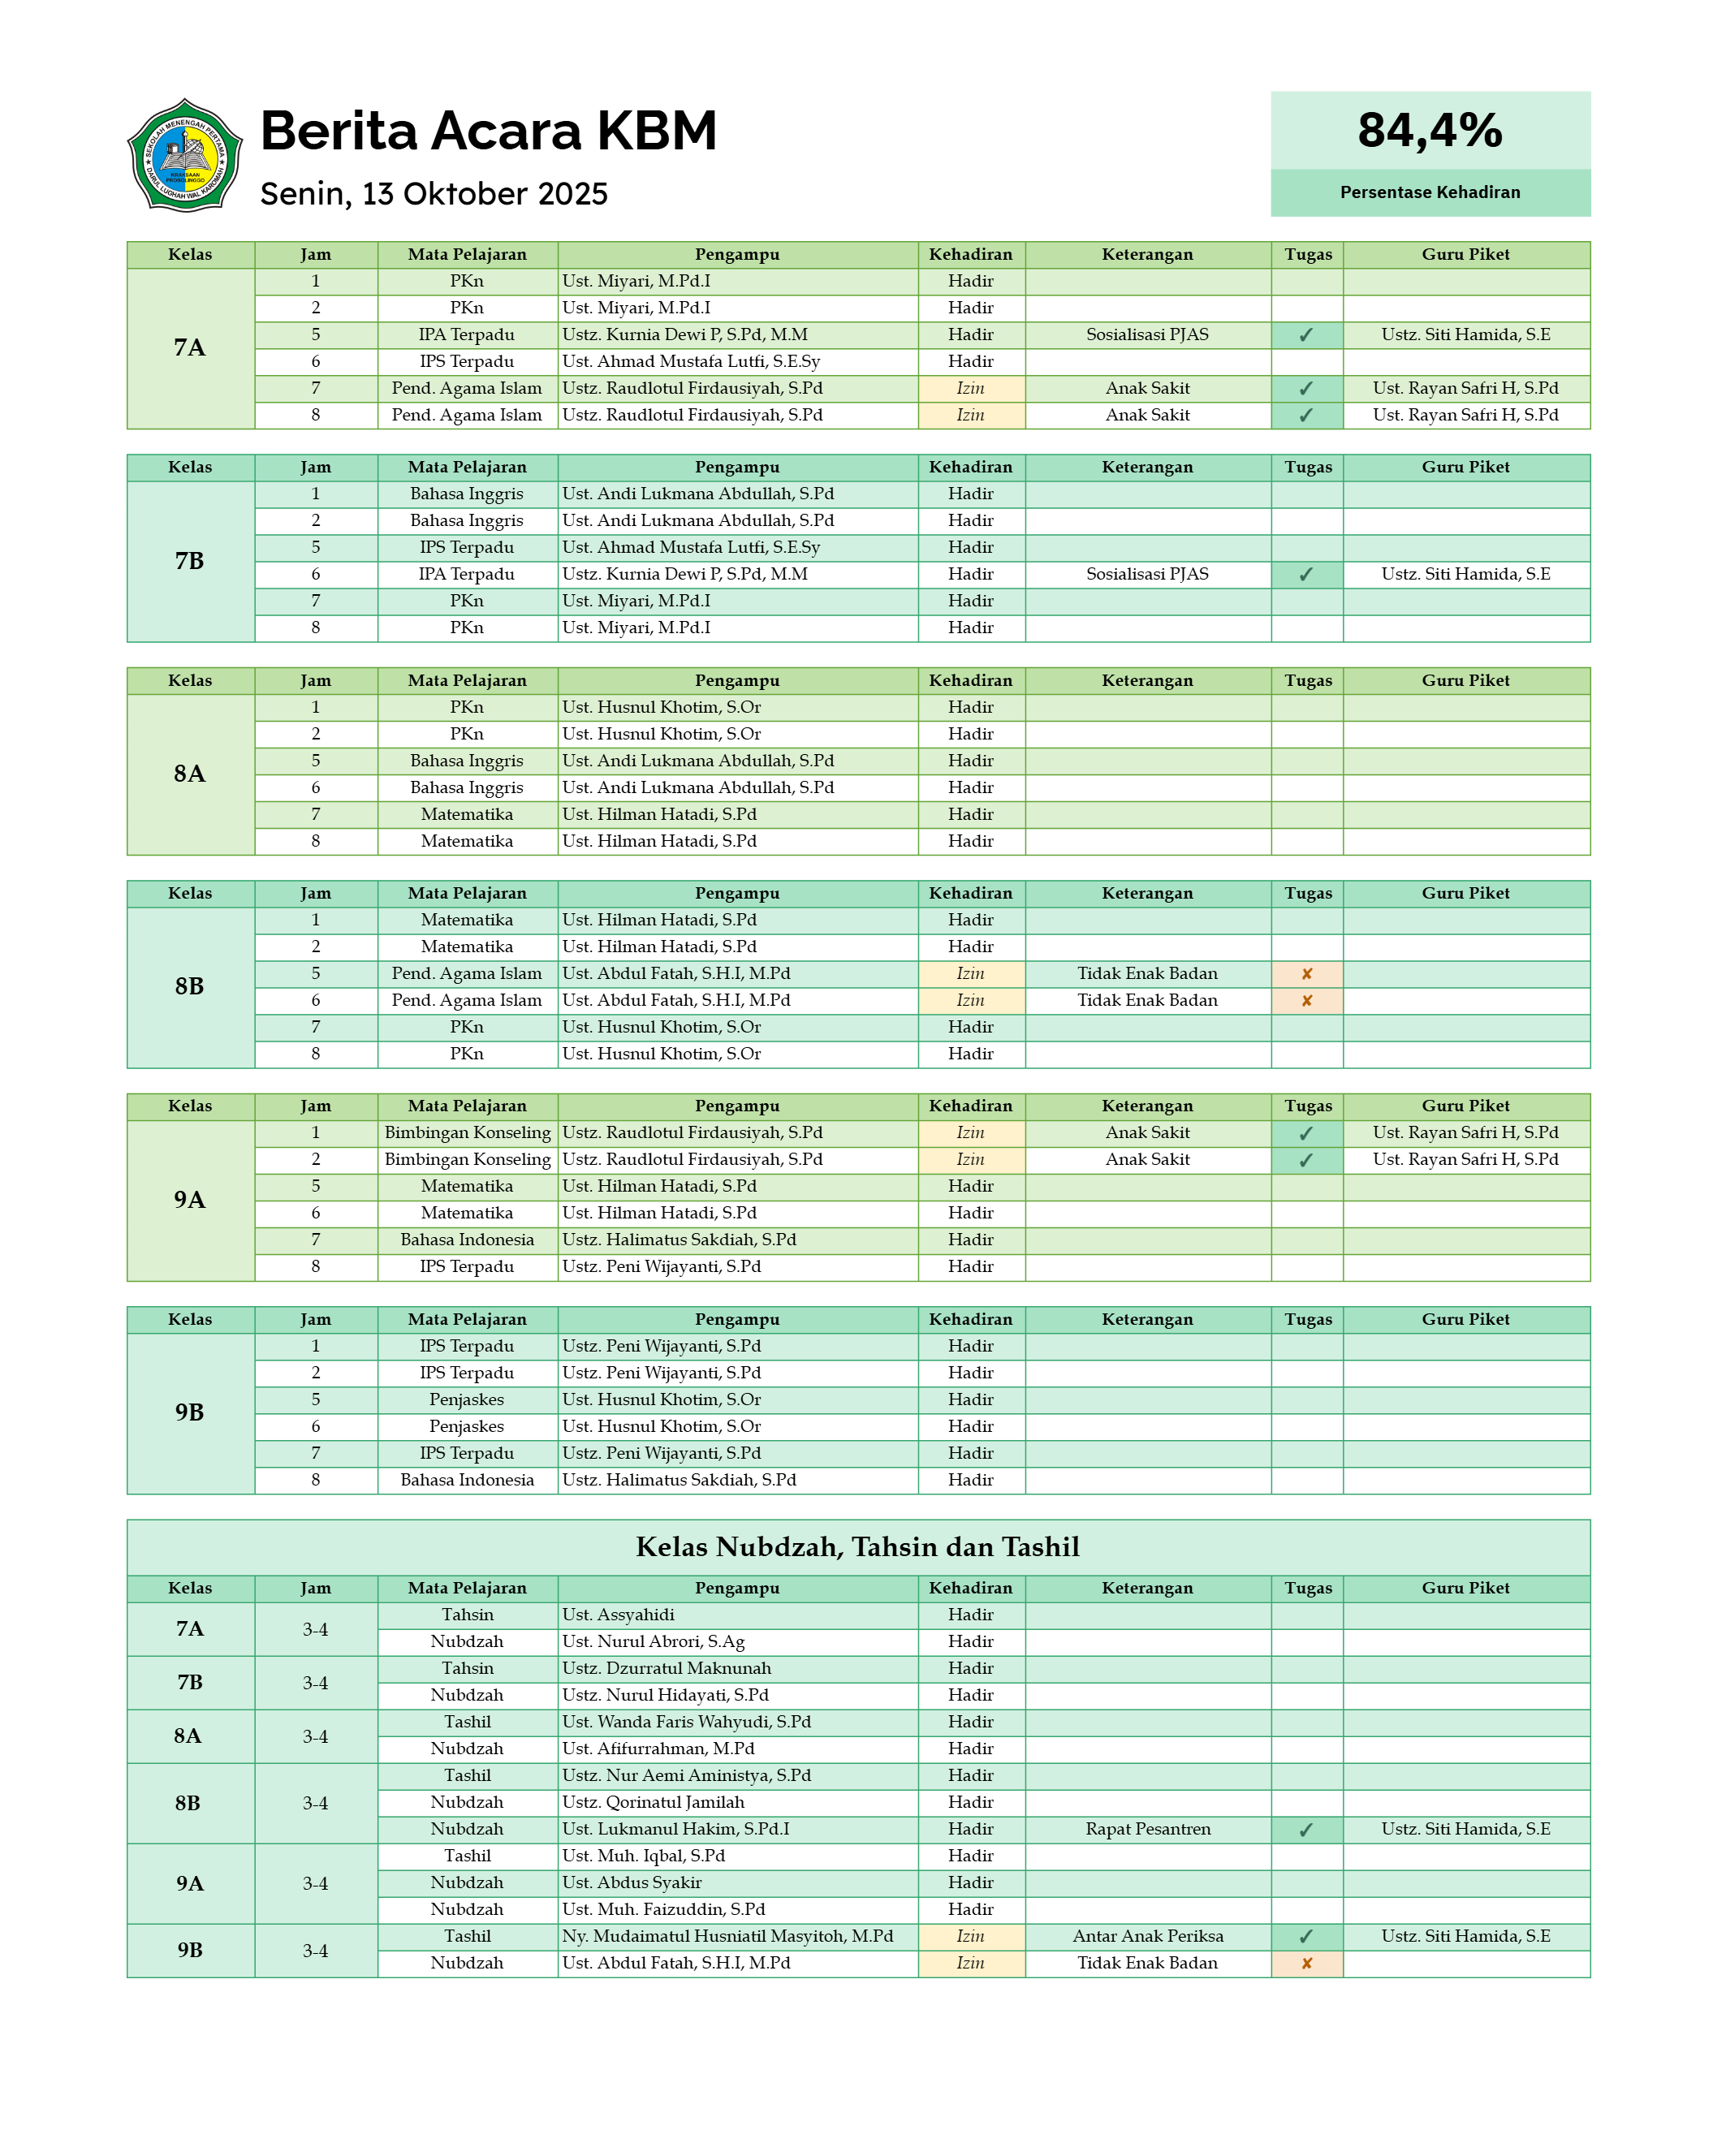 SEKOLAH MENENGAH PERTAMA
KRAKSAAN
PROBOLINGGO
DARUL LUGHAH WAL KAROMAH
Berita Acara KBM
Senin, 13 Oktober 2025
84,4%
Persentase Kehadiran
Kelas Jam Mata Pelajaran Pengampu Kehadiran Keterangan Tugas Guru Piket
7A
1 PKn Ust. Miyari, M.Pd.I Hadir
2 PKn Ust. Miyari, M.Pd.I Hadir
5 IPA Terpadu Ustz. Kurnia Dewi P, S.Pd, M.M Hadir Sosialisasi PJAS ✓ Ustz. Siti Hamida, S.E
6 IPS Terpadu Ust. Ahmad Mustafa Lutfi, S.E.Sy Hadir
7 Pend. Agama Islam Ustz. Raudlotul Firdausiyah, S.Pd Izin Anak Sakit ✓ Ust. Rayan Safri H, S.Pd
8 Pend. Agama Islam Ustz. Raudlotul Firdausiyah, S.Pd Izin Anak Sakit ✓ Ust. Rayan Safri H, S.Pd
Kelas Jam Mata Pelajaran Pengampu Kehadiran Keterangan Tugas Guru Piket
7B
1 Bahasa Inggris Ust. Andi Lukmana Abdullah, S.Pd Hadir
2 Bahasa Inggris Ust. Andi Lukmana Abdullah, S.Pd Hadir
5 IPS Terpadu Ust. Ahmad Mustafa Lutfi, S.E.Sy Hadir
6 IPA Terpadu Ustz. Kurnia Dewi P, S.Pd, M.M Hadir Sosialisasi PJAS ✓ Ustz. Siti Hamida, S.E
7 PKn Ust. Miyari, M.Pd.I Hadir
8 PKn Ust. Miyari, M.Pd.I Hadir
Kelas Jam Mata Pelajaran Pengampu Kehadiran Keterangan Tugas Guru Piket
8A
1 PKn Ust. Husnul Khotim, S.Or Hadir
2 PKn Ust. Husnul Khotim, S.Or Hadir
5 Bahasa Inggris Ust. Andi Lukmana Abdullah, S.Pd Hadir
6 Bahasa Inggris Ust. Andi Lukmana Abdullah, S.Pd Hadir
7 Matematika Ust. Hilman Hatadi, S.Pd Hadir
8 Matematika Ust. Hilman Hatadi, S.Pd Hadir
Kelas Jam Mata Pelajaran Pengampu Kehadiran Keterangan Tugas Guru Piket
8B
1 Matematika Ust. Hilman Hatadi, S.Pd Hadir
2 Matematika Ust. Hilman Hatadi, S.Pd Hadir
5 Pend. Agama Islam Ust. Abdul Fatah, S.H.I, M.Pd Izin Tidak Enak Badan ✘
6 Pend. Agama Islam Ust. Abdul Fatah, S.H.I, M.Pd Izin Tidak Enak Badan ✘
7 PKn Ust. Husnul Khotim, S.Or Hadir
8 PKn Ust. Husnul Khotim, S.Or Hadir
Kelas Jam Mata Pelajaran Pengampu Kehadiran Keterangan Tugas Guru Piket
9A
1 Bimbingan Konseling Ustz. Raudlotul Firdausiyah, S.Pd Izin Anak Sakit ✓ Ust. Rayan Safri H, S.Pd
2 Bimbingan Konseling Ustz. Raudlotul Firdausiyah, S.Pd Izin Anak Sakit ✓ Ust. Rayan Safri H, S.Pd
5 Matematika Ust. Hilman Hatadi, S.Pd Hadir
6 Matematika Ust. Hilman Hatadi, S.Pd Hadir
7 Bahasa Indonesia Ustz. Halimatus Sakdiah, S.Pd Hadir
8 IPS Terpadu Ustz. Peni Wijayanti, S.Pd Hadir
Kelas Jam Mata Pelajaran Pengampu Kehadiran Keterangan Tugas Guru Piket
9B
1 IPS Terpadu Ustz. Peni Wijayanti, S.Pd Hadir
2 IPS Terpadu Ustz. Peni Wijayanti, S.Pd Hadir
5 Penjaskes Ust. Husnul Khotim, S.Or Hadir
6 Penjaskes Ust. Husnul Khotim, S.Or Hadir
7 IPS Terpadu Ustz. Peni Wijayanti, S.Pd Hadir
8 Bahasa Indonesia Ustz. Halimatus Sakdiah, S.Pd Hadir
Kelas Nubdzah, Tahsin dan Tashil
Kelas Jam Mata Pelajaran Pengampu Kehadiran Keterangan Tugas Guru Piket
7A 3-4
Tahsin Ust. Assyahidi Hadir
Nubdzah Ust. Nurul Abrori, S.Ag Hadir
7B 3-4
Tahsin Ustz. Dzurratul Maknunah Hadir
Nubdzah Ustz. Nurul Hidayati, S.Pd Hadir
8A 3-4
Tashil Ust. Wanda Faris Wahyudi, S.Pd Hadir
Nubdzah Ust. Afifurrahman, M.Pd Hadir
8B 3-4
Tashil Ustz. Nur Aemi Aministya, S.Pd Hadir
Nubdzah Ustz. Qorinatul Jamilah Hadir
Nubdzah Ust. Lukmanul Hakim, S.Pd.I Hadir Rapat Pesantren ✓ Ustz. Siti Hamida, S.E
9A 3-4
Tashil Ust. Muh. Iqbal, S.Pd Hadir
Nubdzah Ust. Abdus Syakir Hadir
Nubdzah Ust. Muh. Faizuddin, S.Pd Hadir
9B 3-4
Tashil Ny. Mudaimatul Husniatil Masyitoh, M.Pd Izin Antar Anak Periksa ✓ Ustz. Siti Hamida, S.E
Nubdzah Ust. Abdul Fatah, S.H.I, M.Pd Izin Tidak Enak Badan ✘